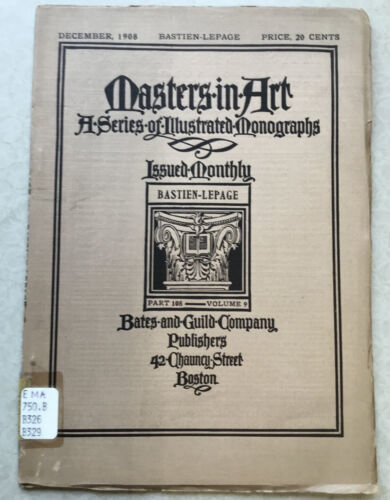 DECEMBER, 1908 BASTIEN-LEPAGE PRICE, 20 CENTS
Masters·in·Art
A·Series·of·Illustrated·Monographs
Issued·Monthly
BASTIEN-LEPAGE
PART 108 VOLUME 9
Bates·and·Guild·Company
Publishers
42·Chauncy·Street
Boston
E MA
750.B
B326
B329